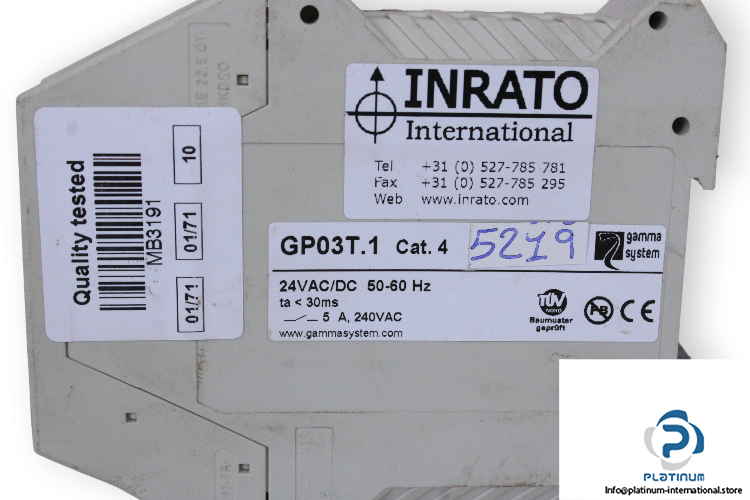 INRATO
International
Tel +31 (0) 527-785 781
Fax +31 (0) 527-785 295
Web www.inrato.com
Quality tested
MB3191
01/71
01/71
10
GP03T.1 Cat. 4
5219
gamma system
24VAC/DC 50-60 Hz
ta < 30ms
5 A, 240VAC
www.gammasystem.com
TÜV
NORD
Baumuster
geprüft
CE
PLATINUM
INTERNATIONAL
Info@platinum-international.store